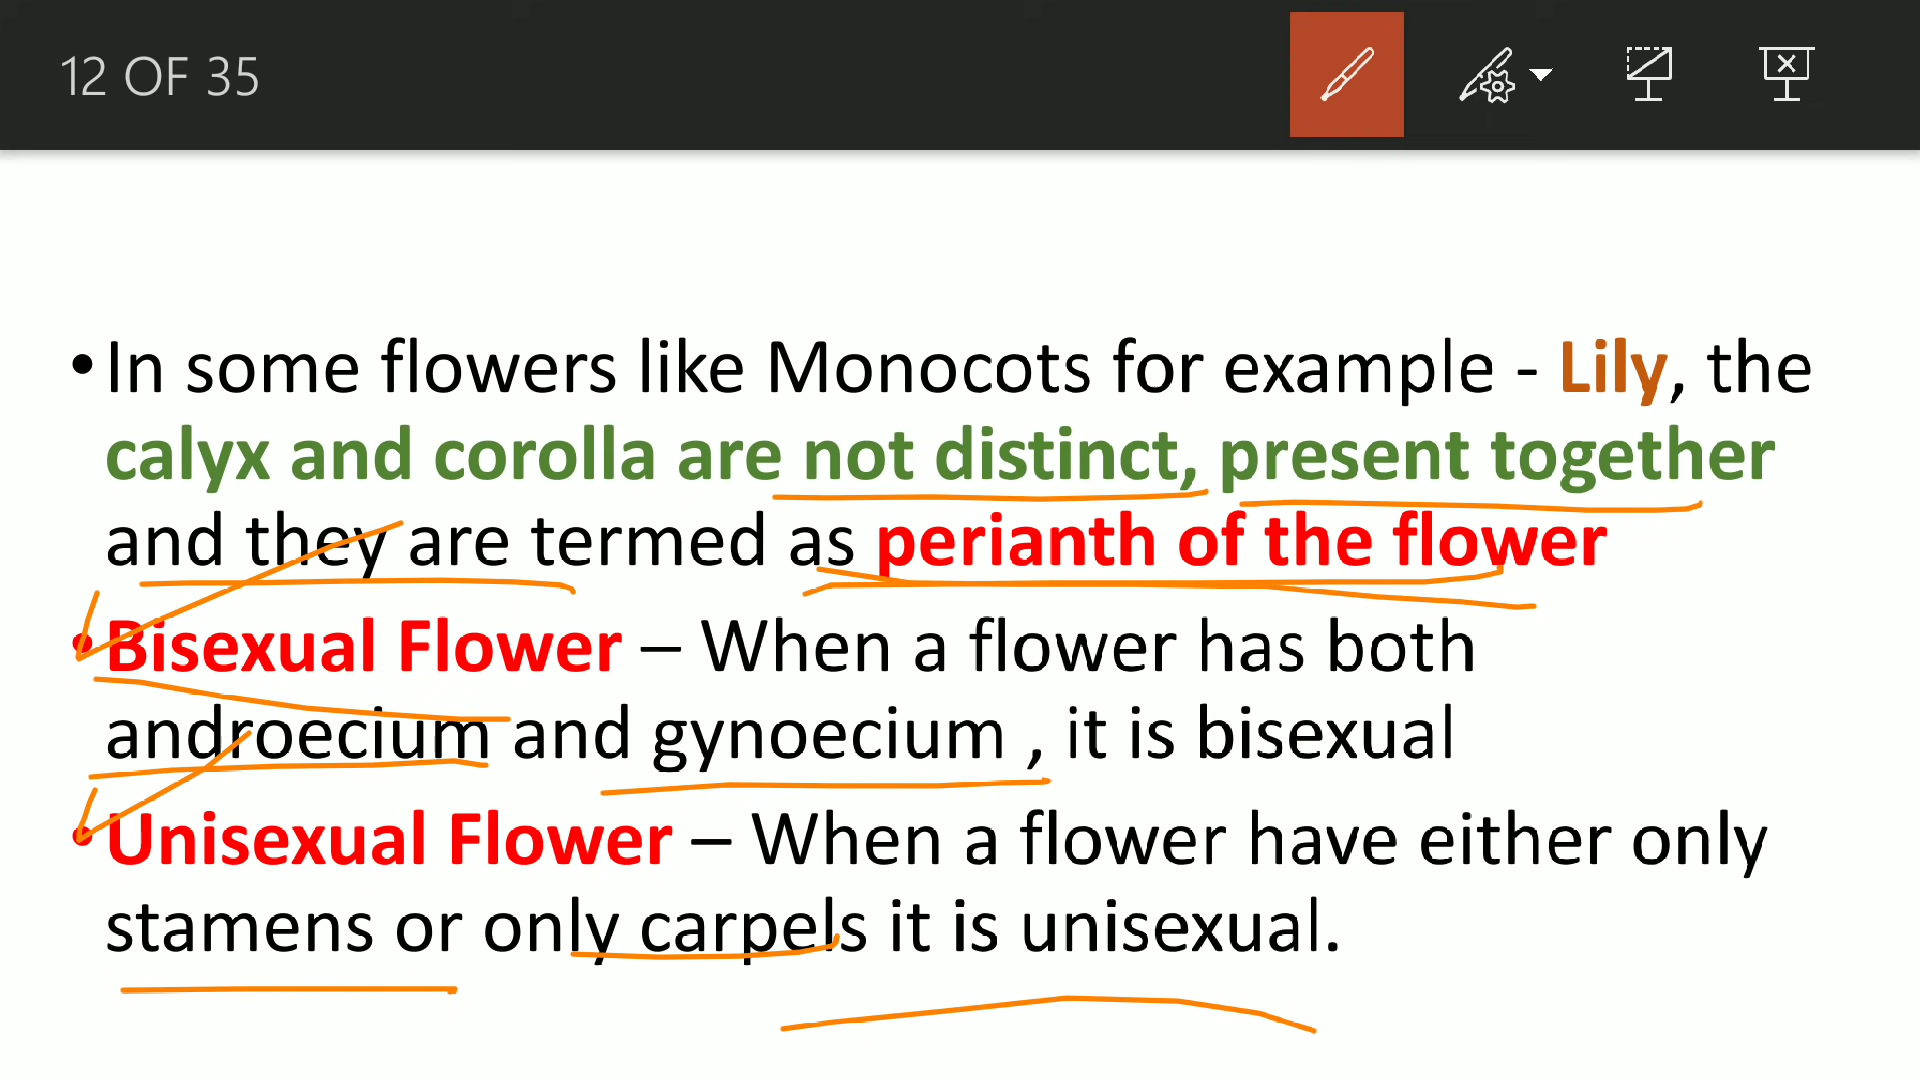 12 OF 35
• In some flowers like Monocots for example - Lily, the
calyx and corolla are not distinct, present together
and they are termed as perianth of the flower
• Bisexual Flower – When a flower has both
androecium and gynoecium , it is bisexual
• Unisexual Flower – When a flower have either only
stamens or only carpels it is unisexual.